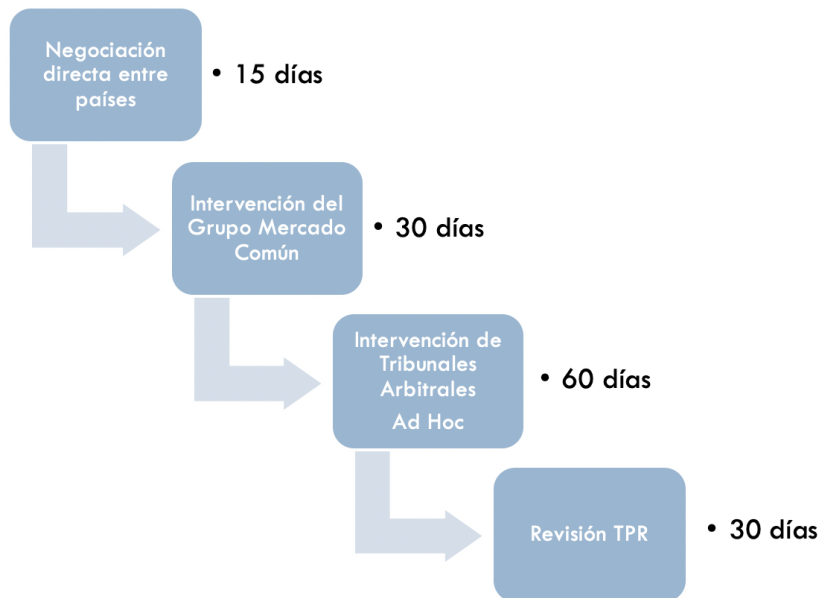 Negociación
directa entre
países
• 15 días
Intervención del
Grupo Mercado
Común
• 30 días
Intervención de
Tribunales
Arbitrales
Ad Hoc
• 60 días
Revisión TPR
• 30 días